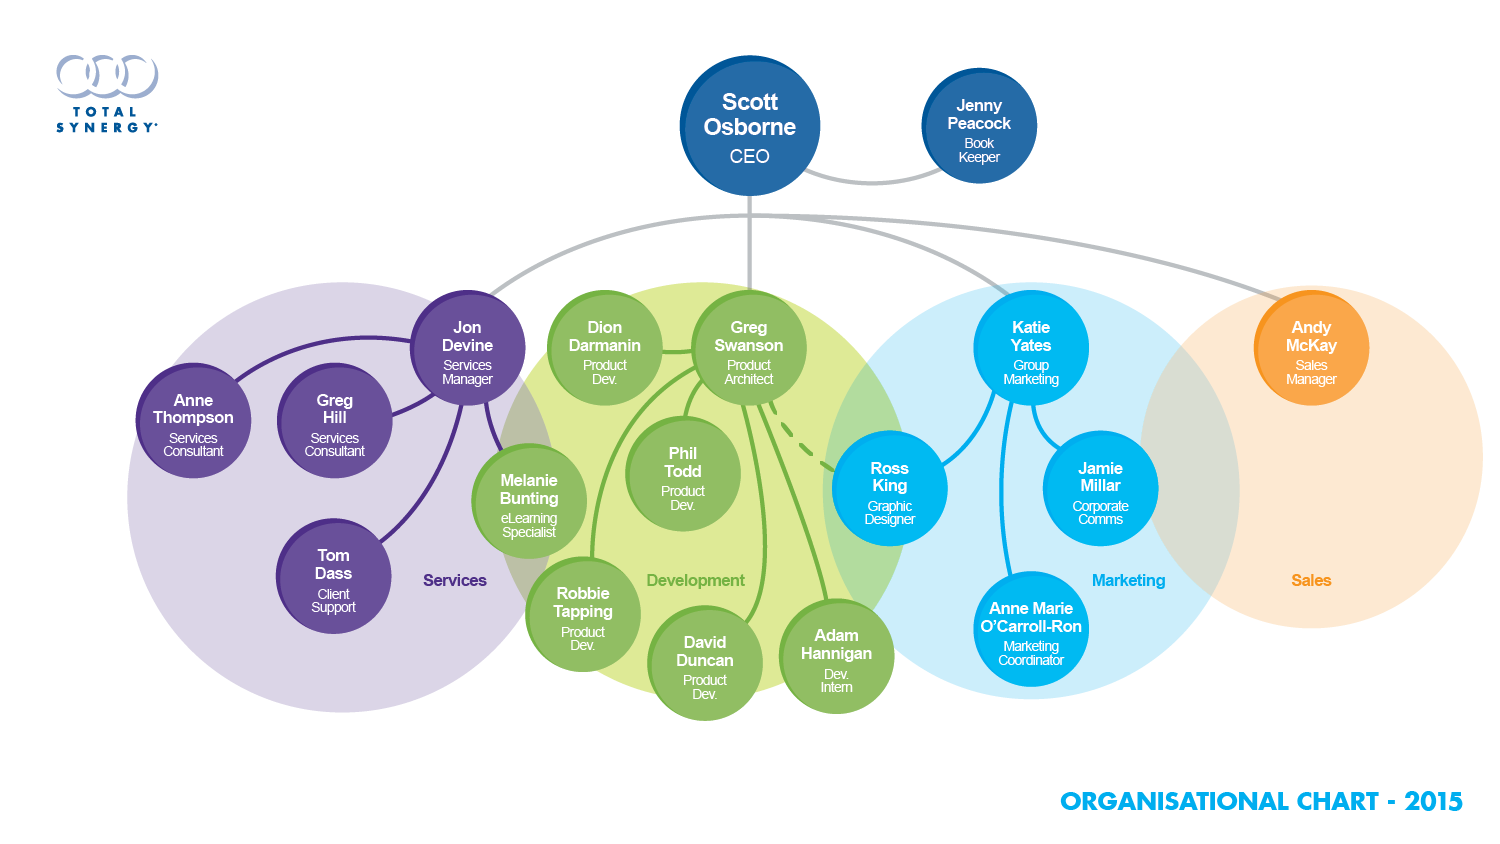 TOTAL
SYNERGY
Scott
Osborne
CEO
Jenny
Peacock
Book
Keeper
Jon
Devine
Services
Manager
Dion
Darmanin
Product
Dev.
Greg
Swanson
Product
Architect
Katie
Yates
Group
Marketing
Andy
McKay
Sales
Manager
Anne
Thompson
Services
Consultant
Greg
Hill
Services
Consultant
Melanie
Bunting
eLearning
Specialist
Phil
Todd
Product
Dev.
Ross
King
Graphic
Designer
Jamie
Millar
Corporate
Comms
Tom
Dass
Client
Support
Services
Robbie
Tapping
Product
Dev.
Development
David
Duncan
Product
Dev.
Adam
Hannigan
Dev.
Intern
Anne Marie
O'Carroll-Ron
Marketing
Coordinator
Marketing
Sales
ORGANISATIONAL CHART - 2015